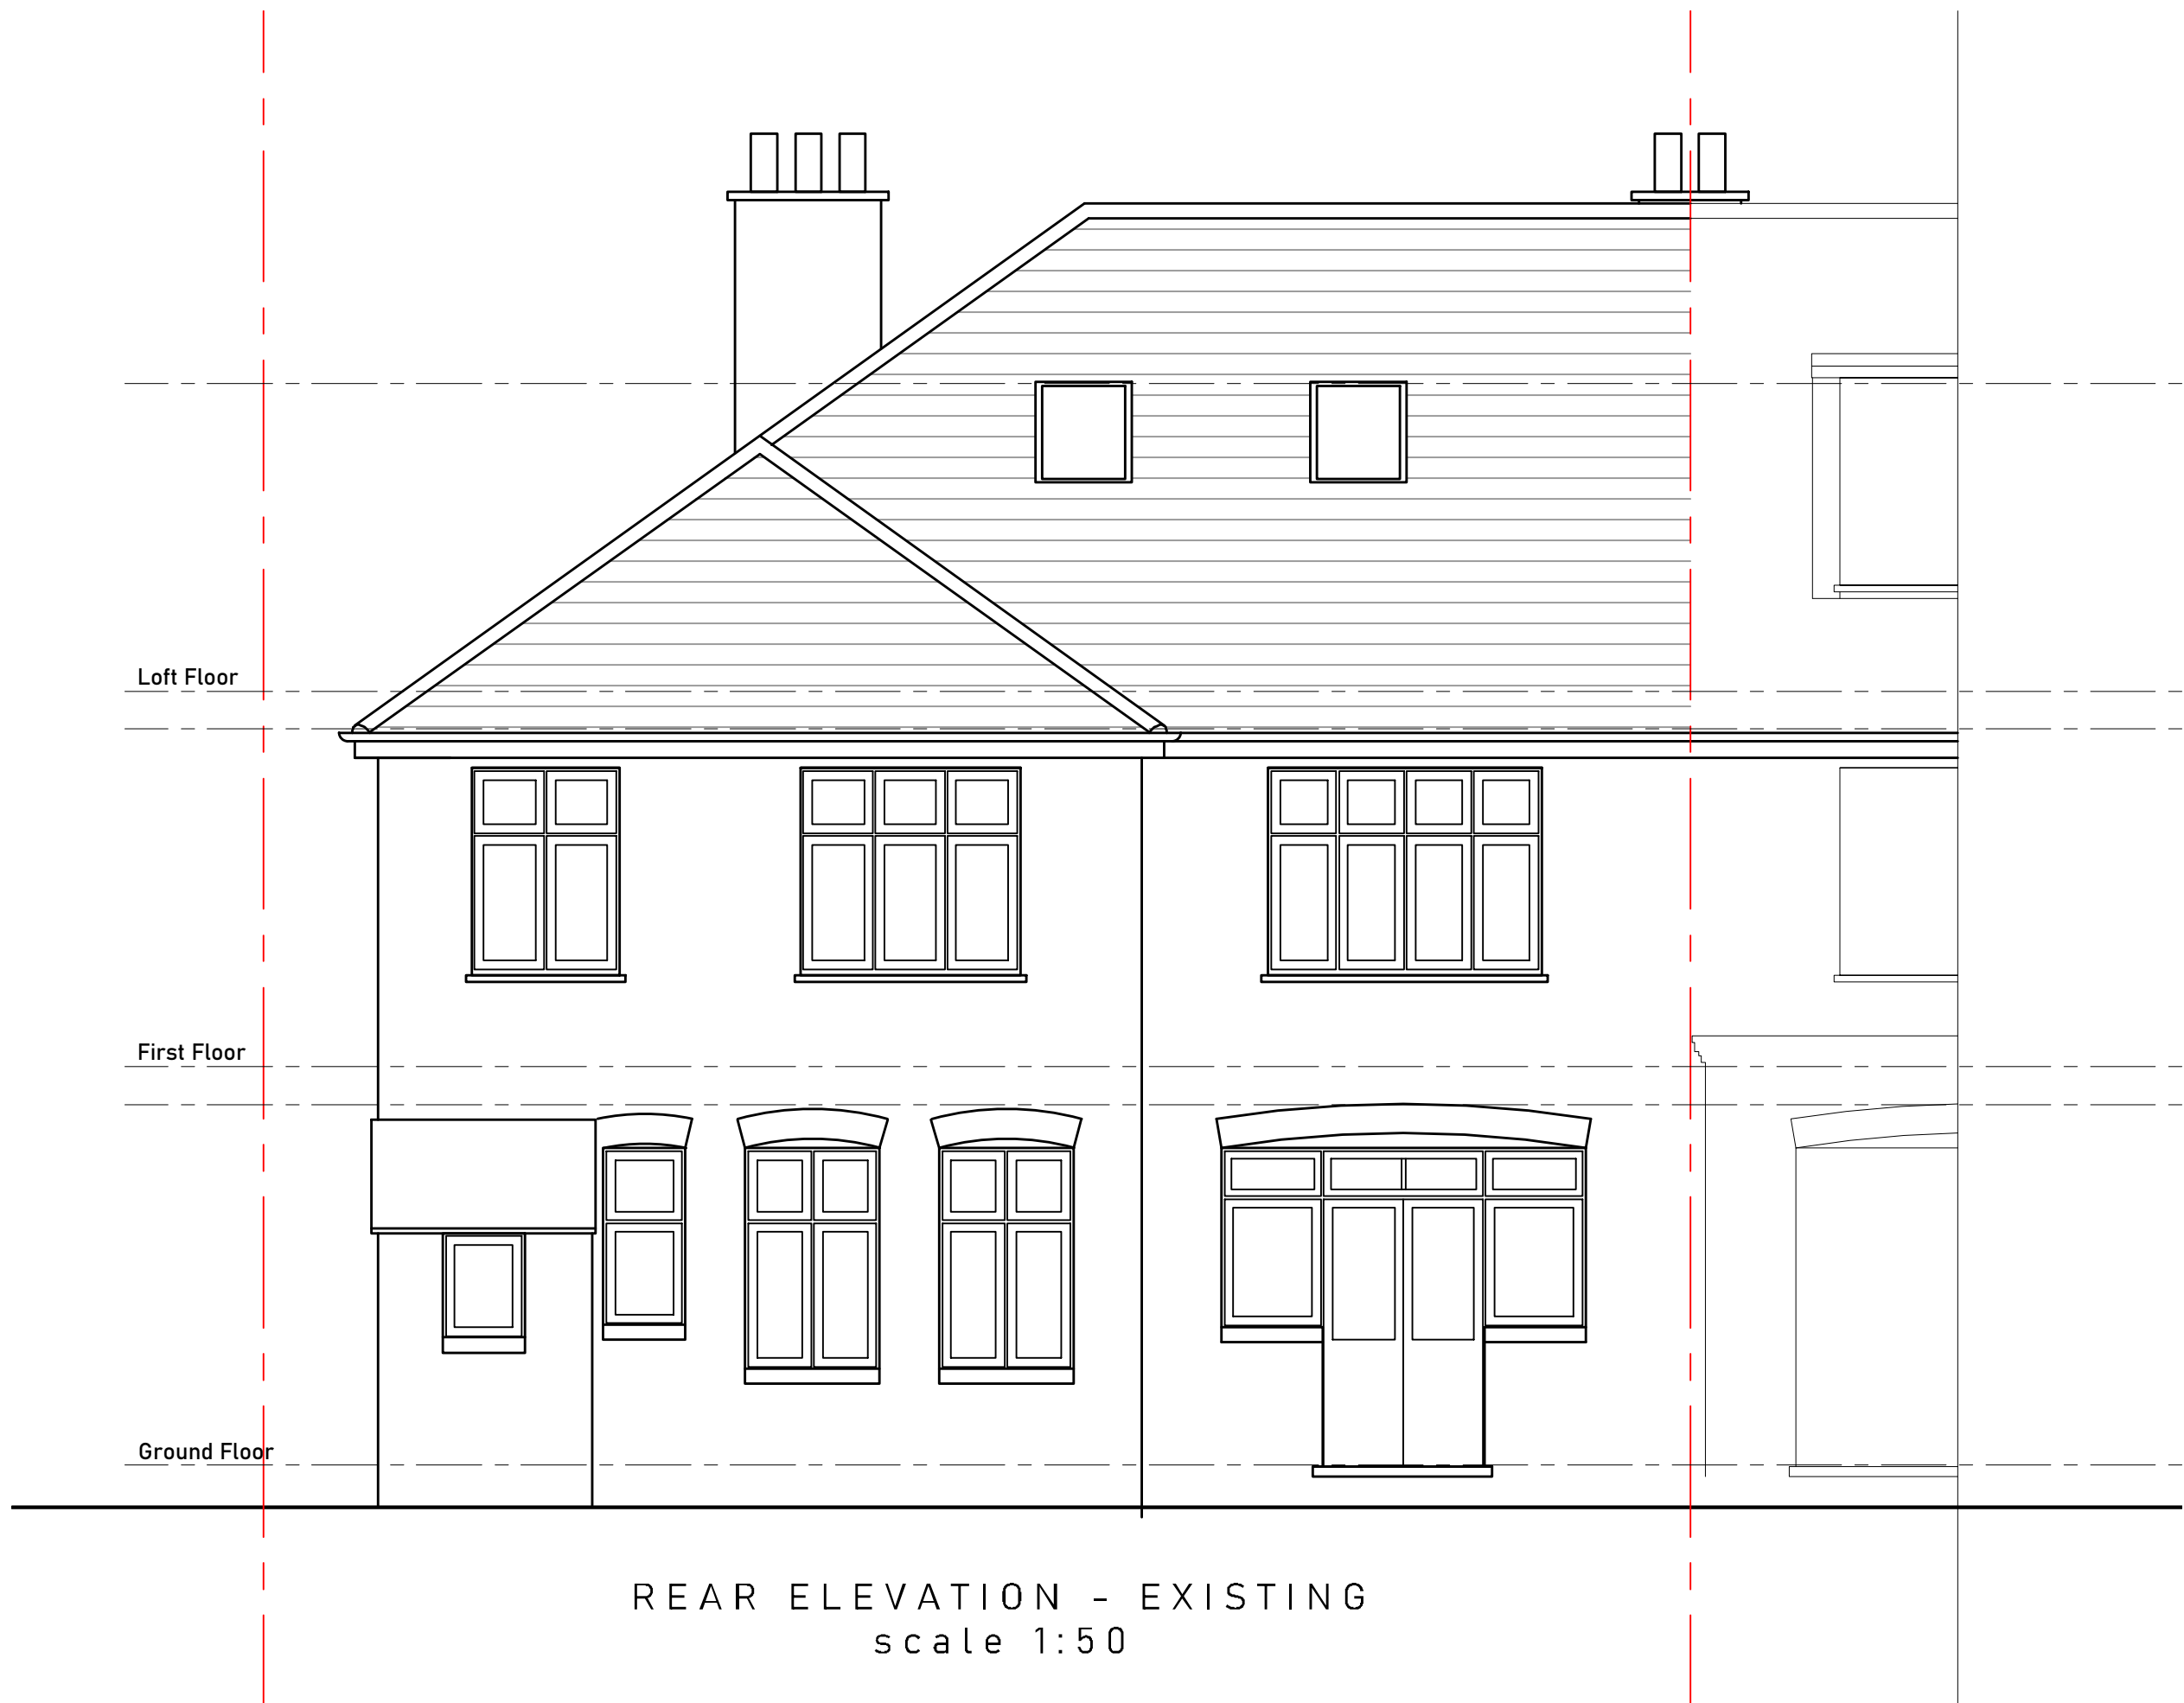 Loft Floor
First Floor
Ground Floor
REAR ELEVATION - EXISTING
scale 1:50